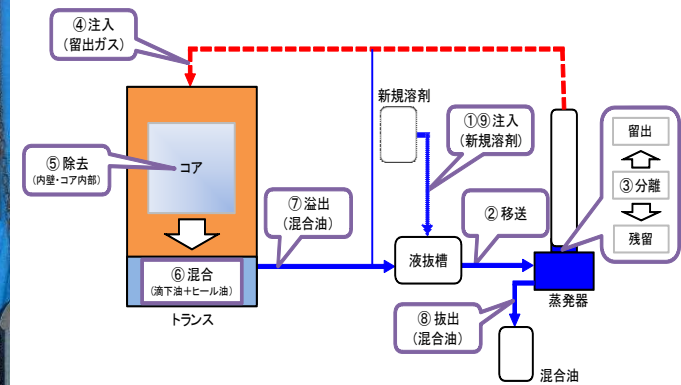 ④注入
(留出ガス)
新規溶剤
①⑨注入
(新規溶剤)
留出
③分離
残留
⑤除去
(内壁・コア内部)
コア
⑦溢出
(混合油)
②移送
液抜槽
⑥混合
(滴下油+ヒール油)
トランス
蒸発器
⑧抜出
(混合油)
混合油